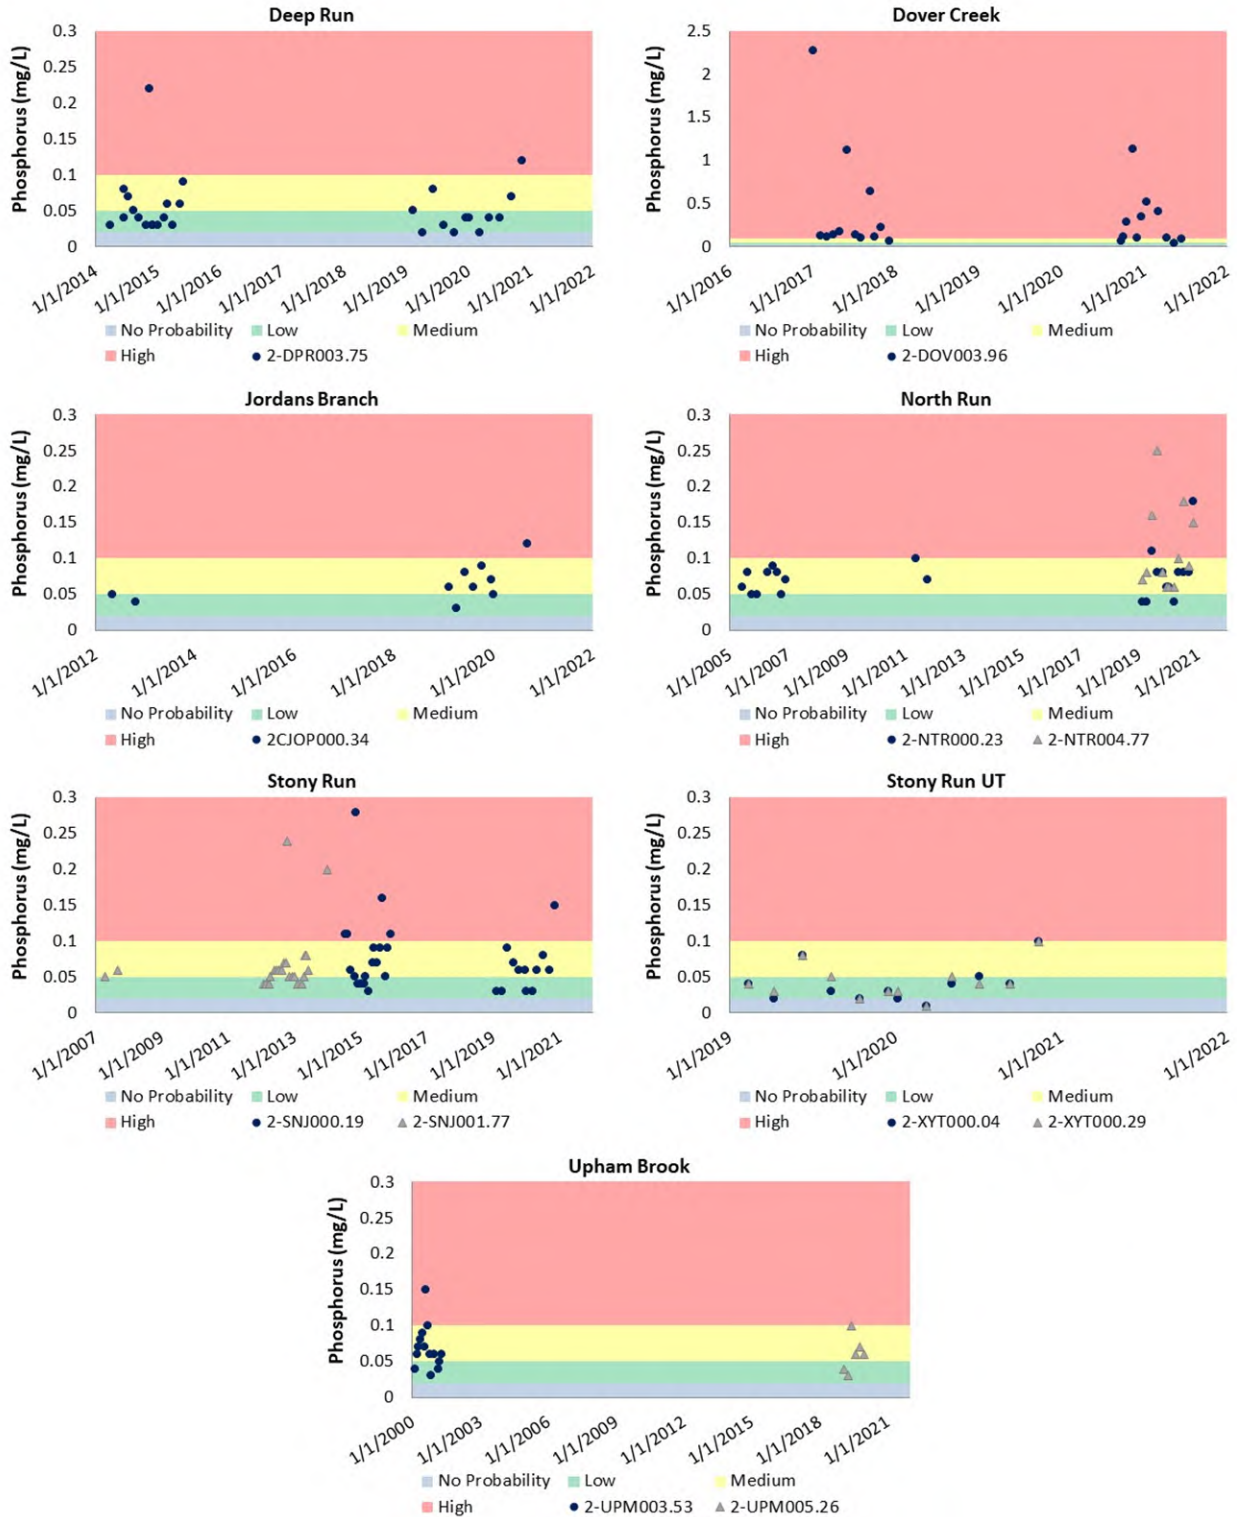 Deep Run
Phosphorus (mg/L)
0.3
0.25
0.2
0.15
0.1
0.05
0
1/1/2014
1/1/2015
1/1/2016
1/1/2017
1/1/2018
1/1/2019
1/1/2020
1/1/2021
1/1/2022
No Probability
Low
Medium
High
2-DPR003.75
Dover Creek
Phosphorus (mg/L)
2.5
2
1.5
1
0.5
0
1/1/2016
1/1/2017
1/1/2018
1/1/2019
1/1/2020
1/1/2021
1/1/2022
No Probability
Low
Medium
High
2-DOV003.96
Jordans Branch
Phosphorus (mg/L)
0.3
0.25
0.2
0.15
0.1
0.05
0
1/1/2012
1/1/2014
1/1/2016
1/1/2018
1/1/2020
1/1/2022
No Probability
Low
Medium
High
2CJOP000.34
North Run
Phosphorus (mg/L)
0.3
0.25
0.2
0.15
0.1
0.05
0
1/1/2005
1/1/2007
1/1/2009
1/1/2011
1/1/2013
1/1/2015
1/1/2017
1/1/2019
1/1/2021
No Probability
Low
Medium
High
2-NTR000.23
2-NTR004.77
Stony Run
Phosphorus (mg/L)
0.3
0.25
0.2
0.15
0.1
0.05
0
1/1/2007
1/1/2009
1/1/2011
1/1/2013
1/1/2015
1/1/2017
1/1/2019
1/1/2021
No Probability
Low
Medium
High
2-SNJ000.19
2-SNJ001.77
Stony Run UT
Phosphorus (mg/L)
0.3
0.25
0.2
0.15
0.1
0.05
0
1/1/2019
1/1/2020
1/1/2021
1/1/2022
No Probability
Low
Medium
High
2-XYT000.04
2-XYT000.29
Upham Brook
Phosphorus (mg/L)
0.3
0.25
0.2
0.15
0.1
0.05
0
1/1/2000
1/1/2003
1/1/2006
1/1/2009
1/1/2012
1/1/2015
1/1/2018
1/1/2021
No Probability
Low
Medium
High
2-UPM003.53
2-UPM005.26